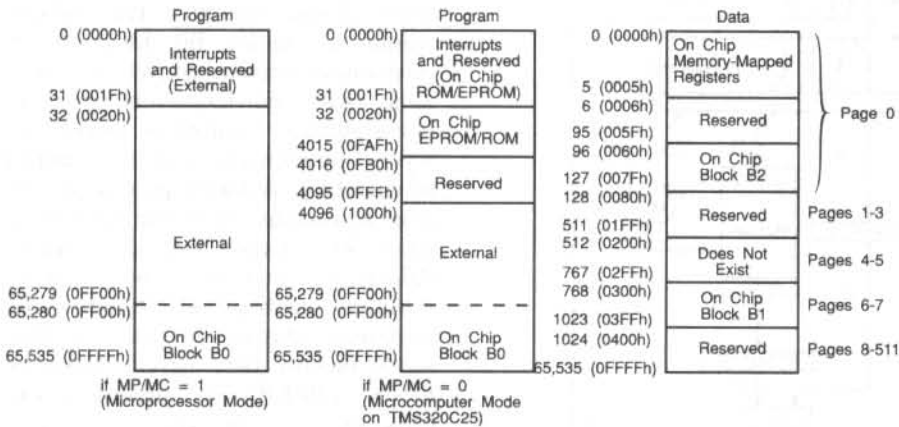 Program
0 (0000h)
Interrupts
and Reserved
(External)
31 (001Fh)
32 (0020h)
External
65,279 (0FF00h)
65,280 (0FF00h)
On Chip
Block B0
65,535 (0FFFFh)
if MP/MC = 1
(Microprocessor Mode)
Program
0 (0000h)
Interrupts
and Reserved
(On Chip
ROM/EPROM)
31 (001Fh)
32 (0020h)
On Chip
EPROM/ROM
4015 (0FAFh)
4016 (0FB0h)
Reserved
4095 (0FFFh)
4096 (1000h)
External
65,279 (0FF00h)
65,280 (0FF00h)
On Chip
Block B0
65,535 (0FFFFh)
if MP/MC = 0
(Microcomputer Mode
on TMS320C25)
Data
0 (0000h)
On Chip
Memory-Mapped
Registers
5 (0005h)
6 (0006h)
Reserved
Page 0
95 (005Fh)
96 (0060h)
On Chip
Block B2
127 (007Fh)
128 (0080h)
Reserved
Pages 1-3
511 (01FFh)
512 (0200h)
Does Not
Exist
Pages 4-5
767 (02FFh)
768 (0300h)
On Chip
Block B1
Pages 6-7
1023 (03FFh)
1024 (0400h)
Reserved
Pages 8-511
65,535 (0FFFFh)